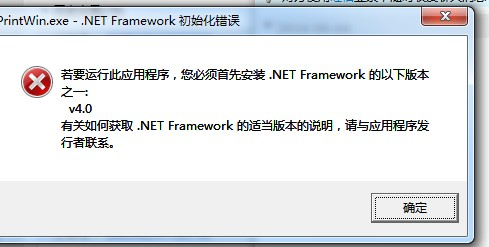 PrintWin.exe - .NET Framework 初始化错误
若要运行此应用程序，您必须首先安装 .NET Framework 的以下版本
之一:
v4.0
有关如何获取 .NET Framework 的适当版本的说明，请与应用程序发
行者联系。
确定